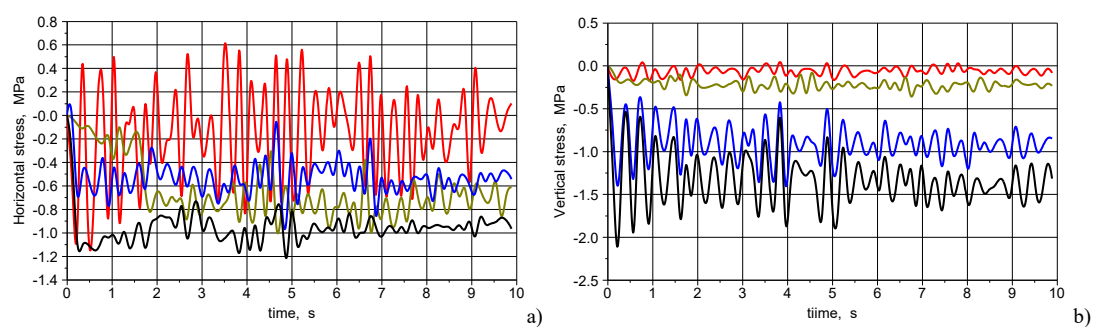 0.8
0.6
0.4
0.2
-0.0
-0.2
-0.4
-0.6
-0.8
-1.0
-1.2
-1.4
Horizontal stress, MPa
0 1 2 3 4 5 6 7 8 9 10
time, s
a)
0.5
0.0
-0.5
-1.0
-1.5
-2.0
-2.5
Vertical stress, MPa
0 1 2 3 4 5 6 7 8 9 10
tiime, s
b)